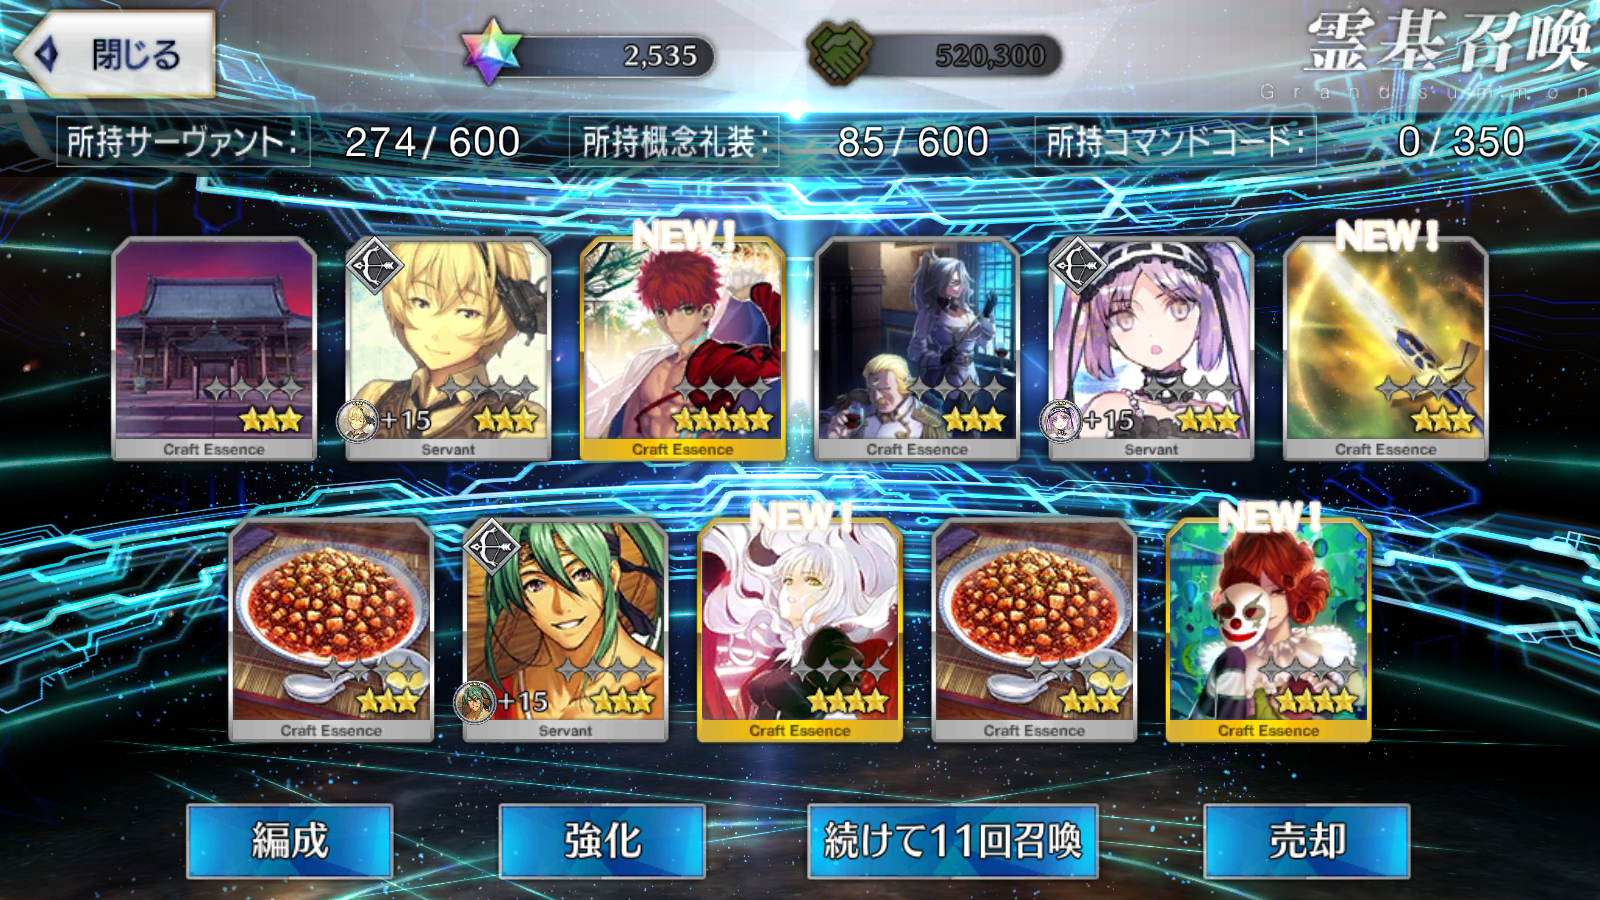 閉じる
2,535
520,300
霊基召喚
Grand summon
所持サーヴァント: 274 / 600
所持概念礼装: 85 / 600
所持コマンドコード: 0 / 350
NEW!
NEW!
+15
+15
Craft Essence
Servant
Craft Essence
Craft Essence
Servant
Craft Essence
NEW!
NEW!
+15
Craft Essence
Servant
Craft Essence
Craft Essence
Craft Essence
編成
強化
続けて11回召喚
売却